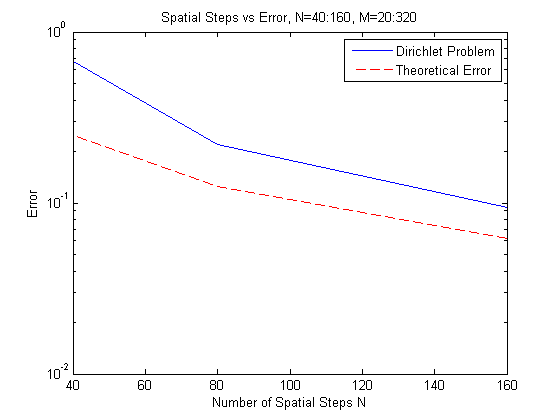 Spatial Steps vs Error, N=40:160, M=20:320
Dirichlet Problem
Theoretical Error
Error
10^0
10^-1
10^-2
40 60 80 100 120 140 160
Number of Spatial Steps N